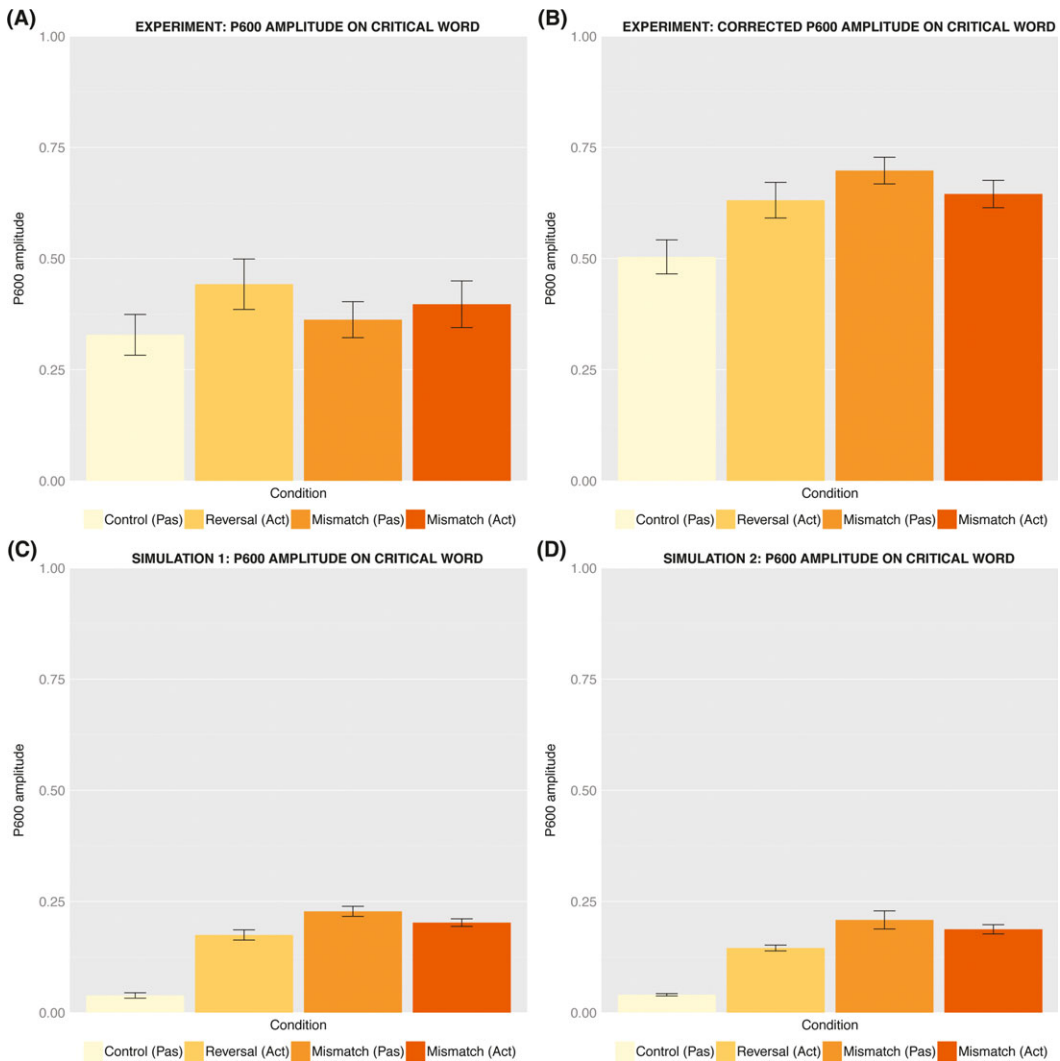 (A)
EXPERIMENT: P600 AMPLITUDE ON CRITICAL WORD
1.00
0.75
0.50
0.25
0.00
P600 amplitude
Condition
Control (Pas) Reversal (Act) Mismatch (Pas) Mismatch (Act)
(B)
EXPERIMENT: CORRECTED P600 AMPLITUDE ON CRITICAL WORD
1.00
0.75
0.50
0.25
0.00
P600 amplitude
Condition
Control (Pas) Reversal (Act) Mismatch (Pas) Mismatch (Act)
(C)
SIMULATION 1: P600 AMPLITUDE ON CRITICAL WORD
1.00
0.75
0.50
0.25
0.00
P600 amplitude
Condition
Control (Pas) Reversal (Act) Mismatch (Pas) Mismatch (Act)
(D)
SIMULATION 2: P600 AMPLITUDE ON CRITICAL WORD
1.00
0.75
0.50
0.25
0.00
P600 amplitude
Condition
Control (Pas) Reversal (Act) Mismatch (Pas) Mismatch (Act)